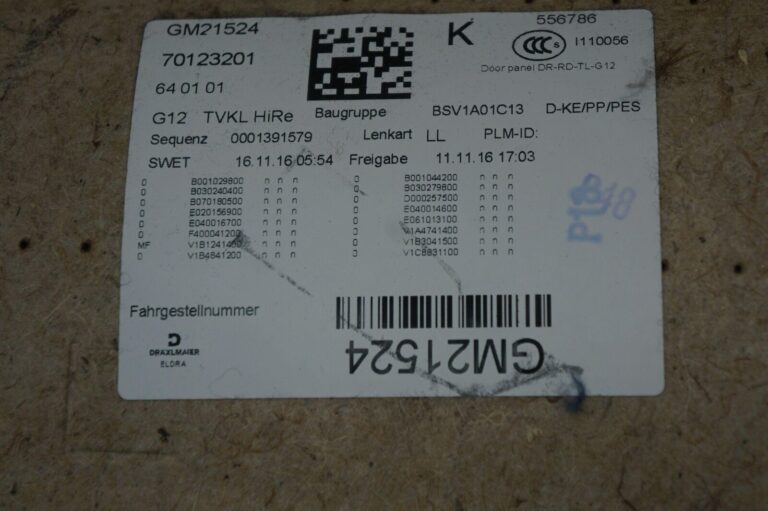 GM21524
K
556786
CCC S I110056
70123201
Door panel DR-RD-TL-G12
64 01 01
G12 TVKL HiRe Baugruppe BSV1A01C13 D-KE/PP/PES
Sequenz 0001391579 Lenkart LL PLM-ID:
SWET 16.11.16 05:54 Freigabe 11.11.16 17:03
0 B001029800 n n n 0 B001044200 n n n
0 B030240400 n n n 0 B030279800 n n n
0 B070180500 n n n 0 D000257500 n n n
0 E020156900 n n n 0 E040014600 n n n
0 E040016700 n n n 0 E061013100 n n n
0 F400041200 n n n 0 V1A4741400 n n n
MF V1B1241400 n n n 0 V1B3041500 n n n
0 V1B4841200 n n n 0 V1C8831100 n n n
Fahrgestellnummer
DRÄXLMAIER
ELDRA
GM21524